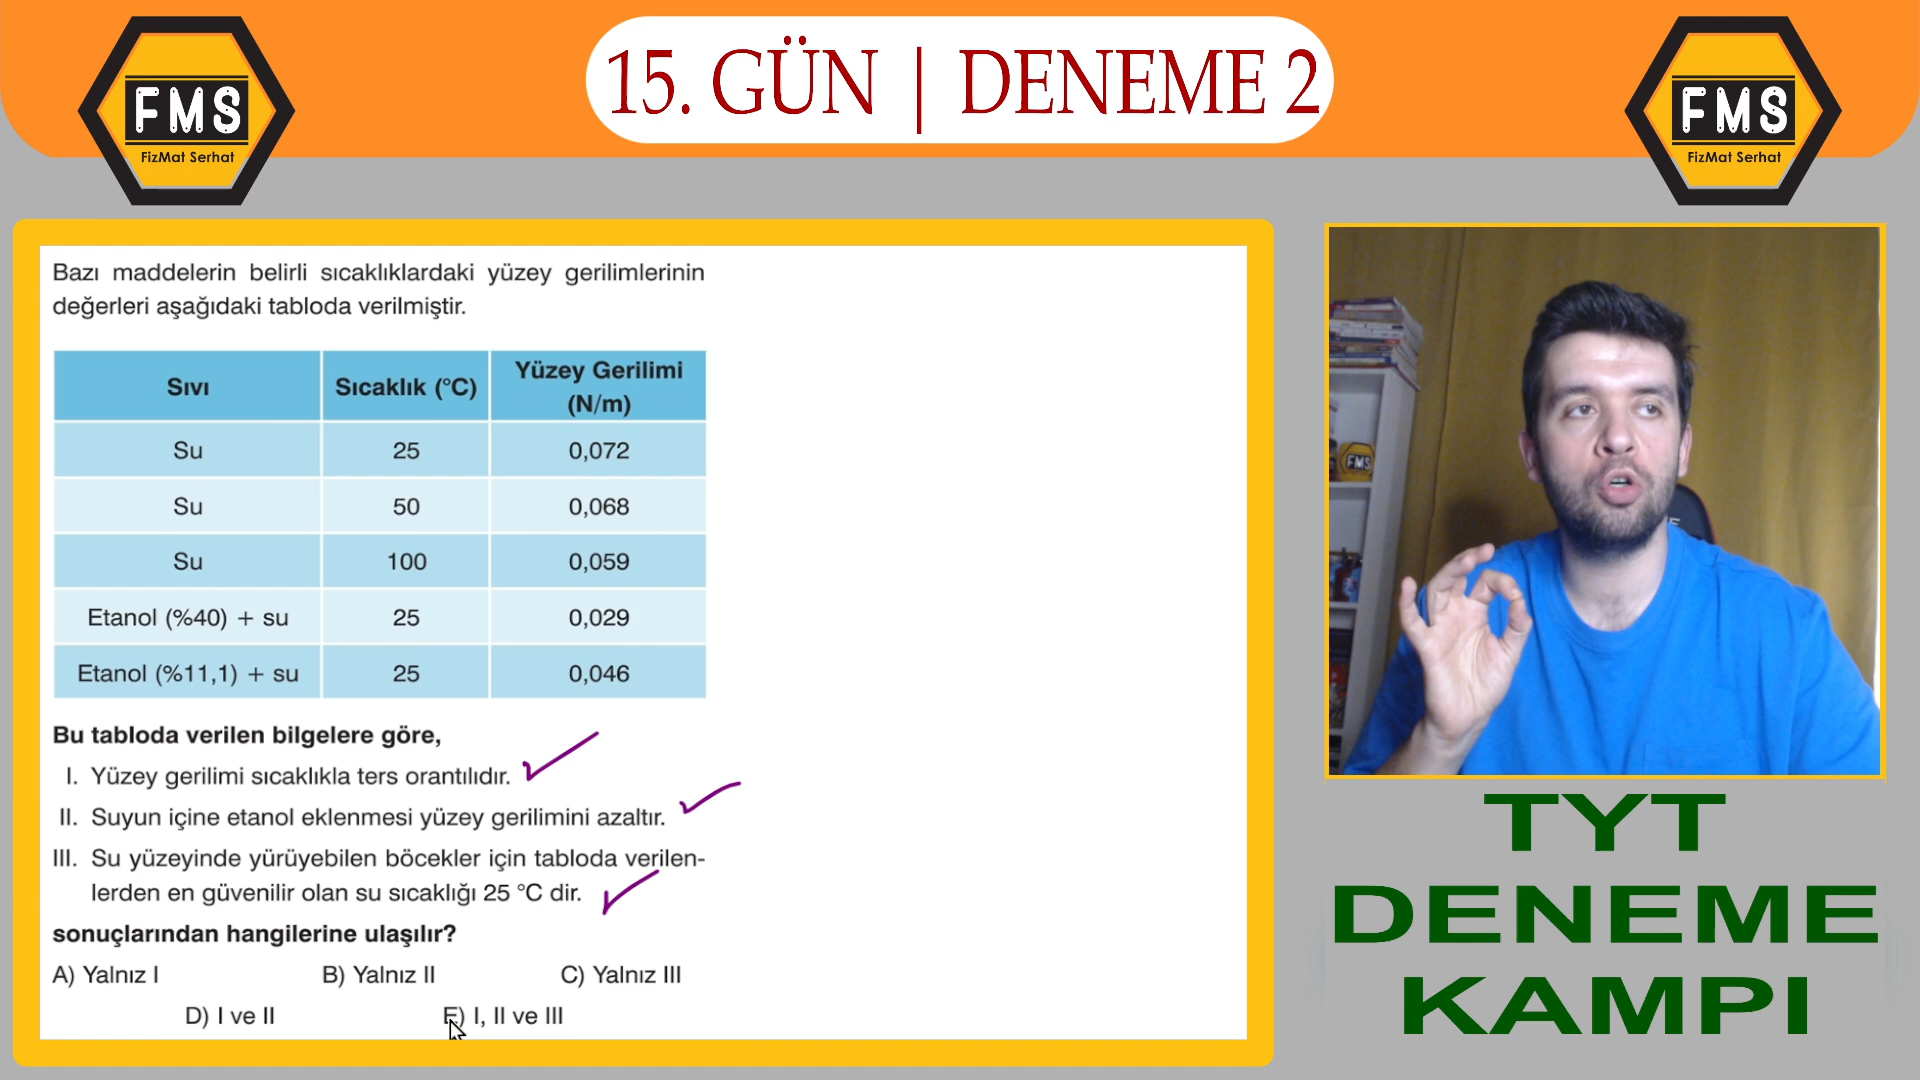 15. GÜN | DENEME 2
FMS
FizMat Serhat
FMS
FizMat Serhat
Bazı maddelerin belirli sıcaklıklardaki yüzey gerilimlerinin
değerleri aşağıdaki tabloda verilmiştir.
Sıvı Sıcaklık (°C) Yüzey Gerilimi (N/m)
Su 25 0,072
Su 50 0,068
Su 100 0,059
Etanol (%40) + su 25 0,029
Etanol (%11,1) + su 25 0,046
Bu tabloda verilen bilgelere göre,
I. Yüzey gerilimi sıcaklıkla ters orantılıdır.
II. Suyun içine etanol eklenmesi yüzey gerilimini azaltır.
III. Su yüzeyinde yürüyebilen böcekler için tabloda verilen-
lerden en güvenilir olan su sıcaklığı 25 °C dir.
sonuçlarından hangilerine ulaşılır?
A) Yalnız I B) Yalnız II C) Yalnız III
D) I ve II E) I, II ve III
FMS
TYT
DENEME
KAMPI